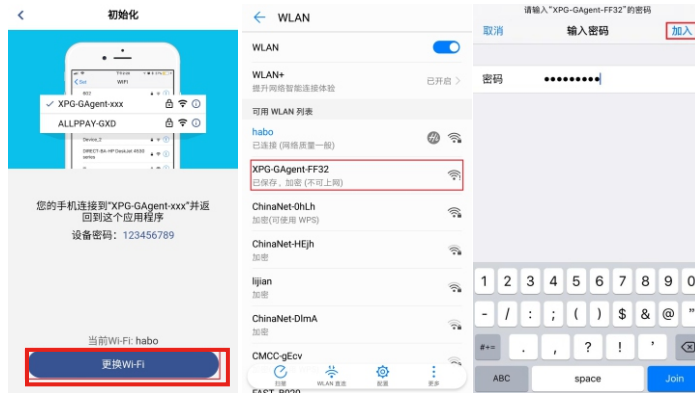 初始化
WIFI
XPG-GAgent-xxx
ALLPPAY-GXD
您的手机连接到"XPG-GAgent-xxx"并返
回到这个应用程序
设备密码：123456789
当前Wi-Fi: habo
更换Wi-Fi
WLAN
WLAN
WLAN+
提升网络智能连接体验
已开启
可用 WLAN 列表
habo
已连接 (网络质量一般)
XPG-GAgent-FF32
已保存，加密 (不可上网)
ChinaNet-0hLh
加密(可使用 WPS)
ChinaNet-HEjh
加密
lijian
加密
ChinaNet-DlmA
加密
CMCC-gEcv
扫描 WLAN 直连 配置 更多
请输入"XPG-GAgent-FF32"的密码
取消 输入密码 加入
密码 •••••••••
1 2 3 4 5 6 7 8 9 0
- / : ; ( ) $ & @ "
#+= . , ? ! '
ABC space Join